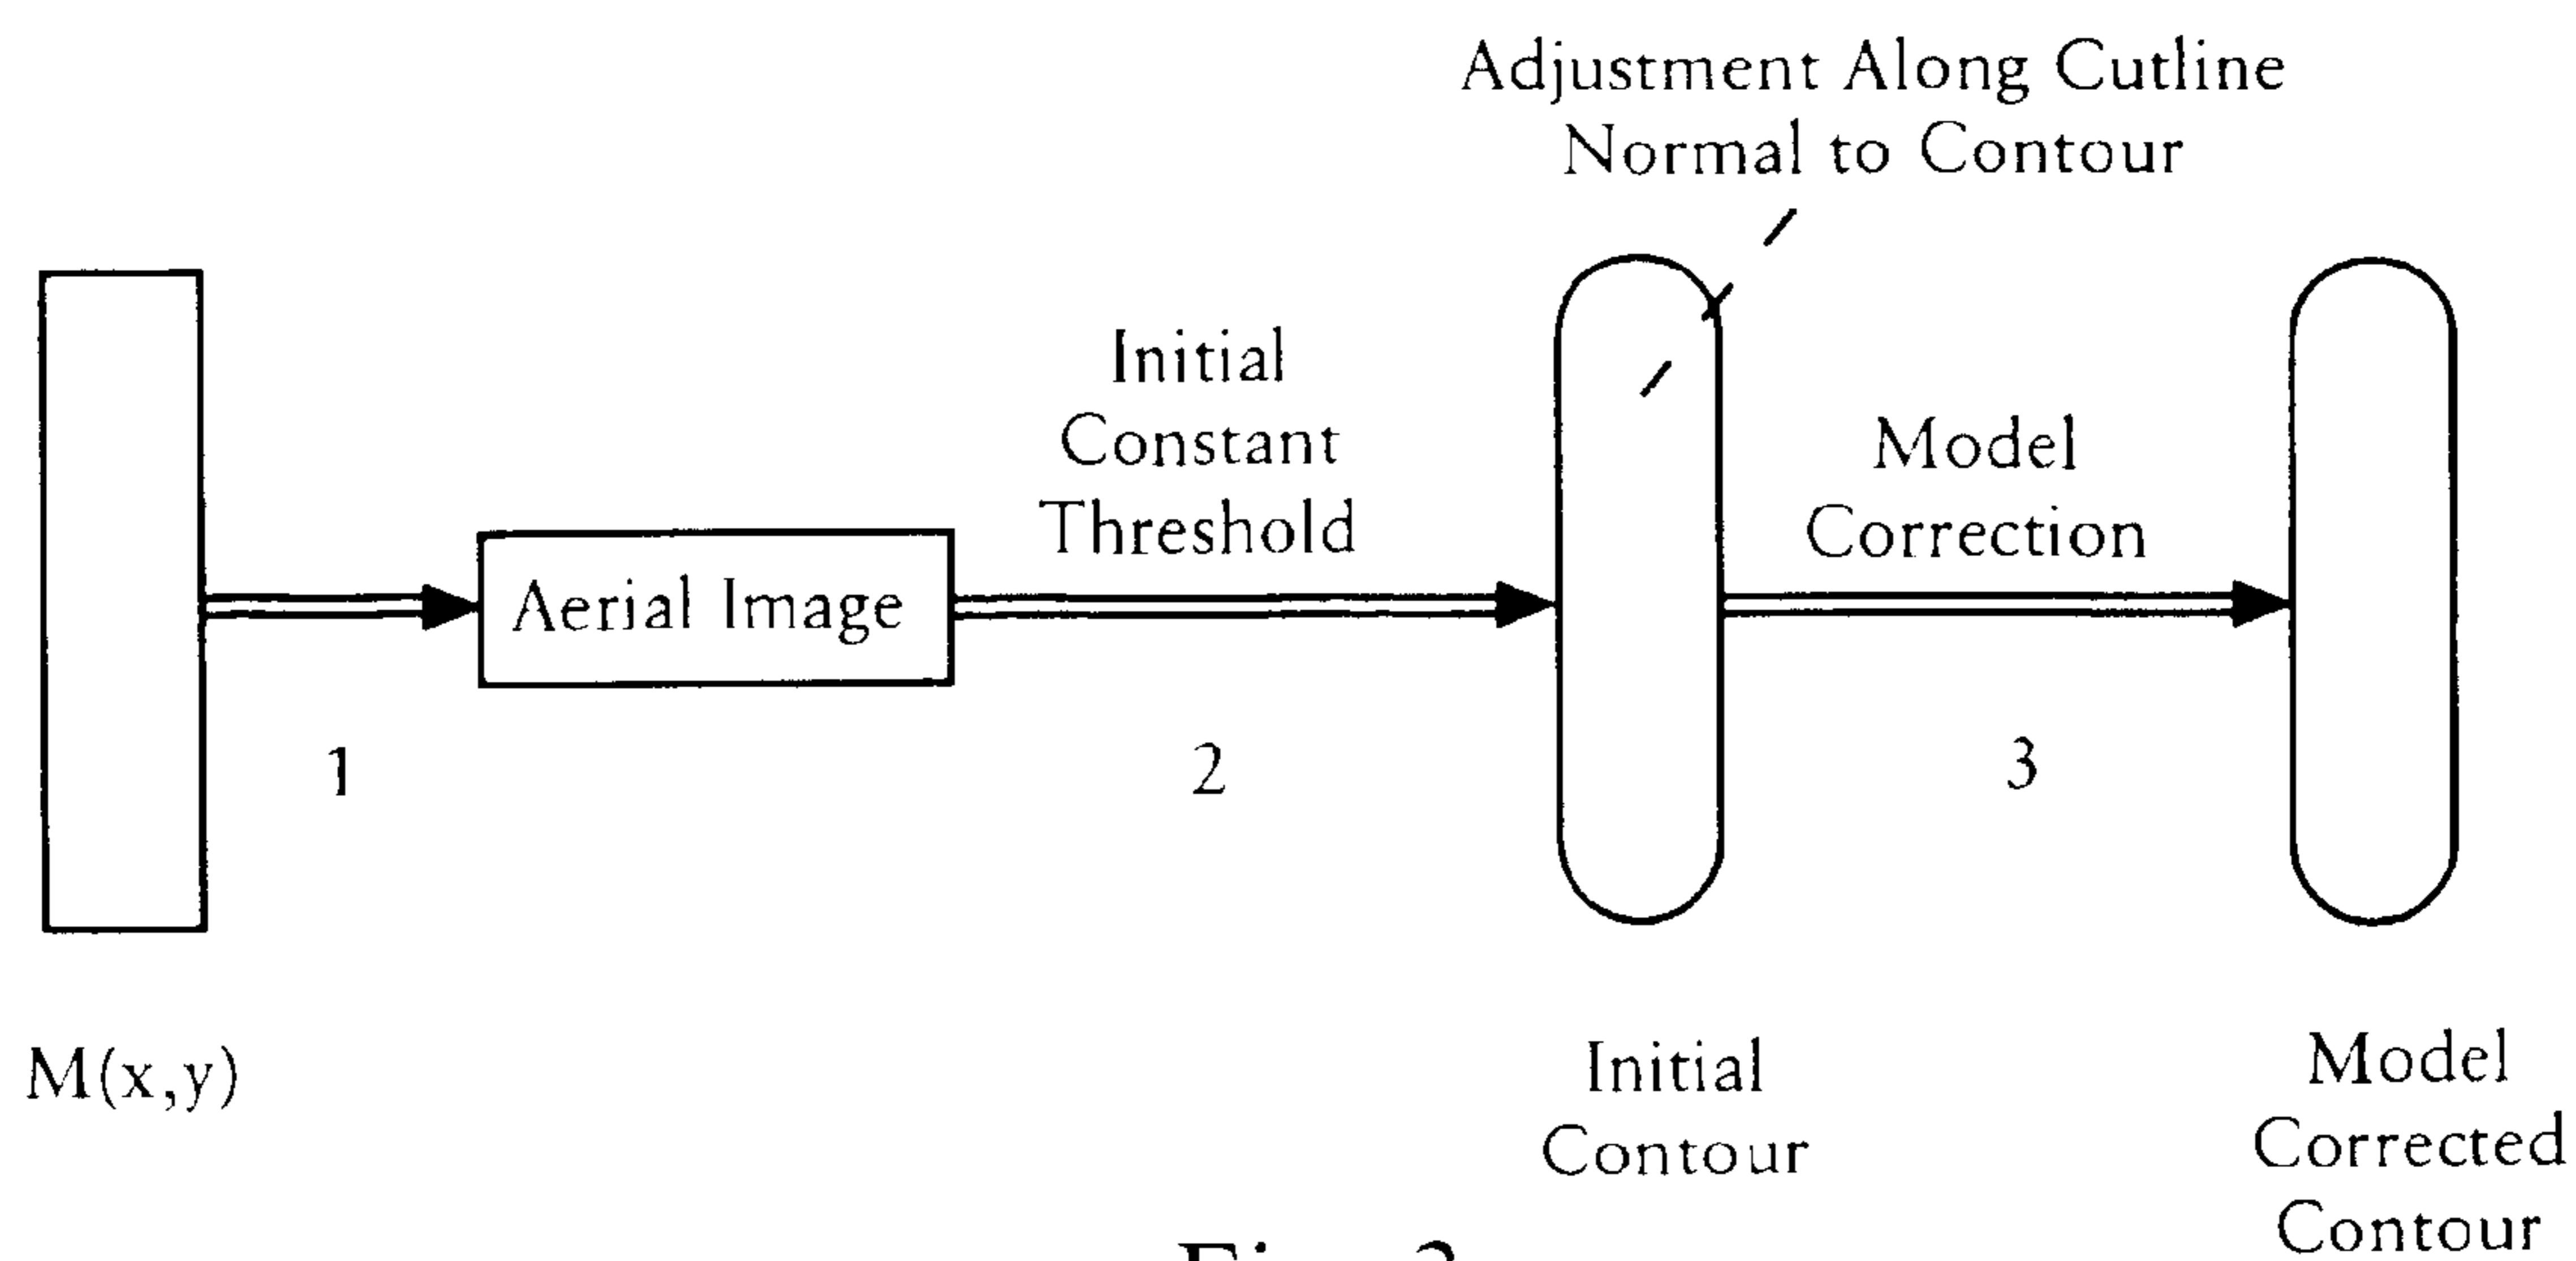 Adjustment Along Cutline
Normal to Contour
Initial
Constant
Threshold
Model
Correction
Aerial Image
1
2
3
M(x,y)
Initial
Contour
Model
Corrected
Contour